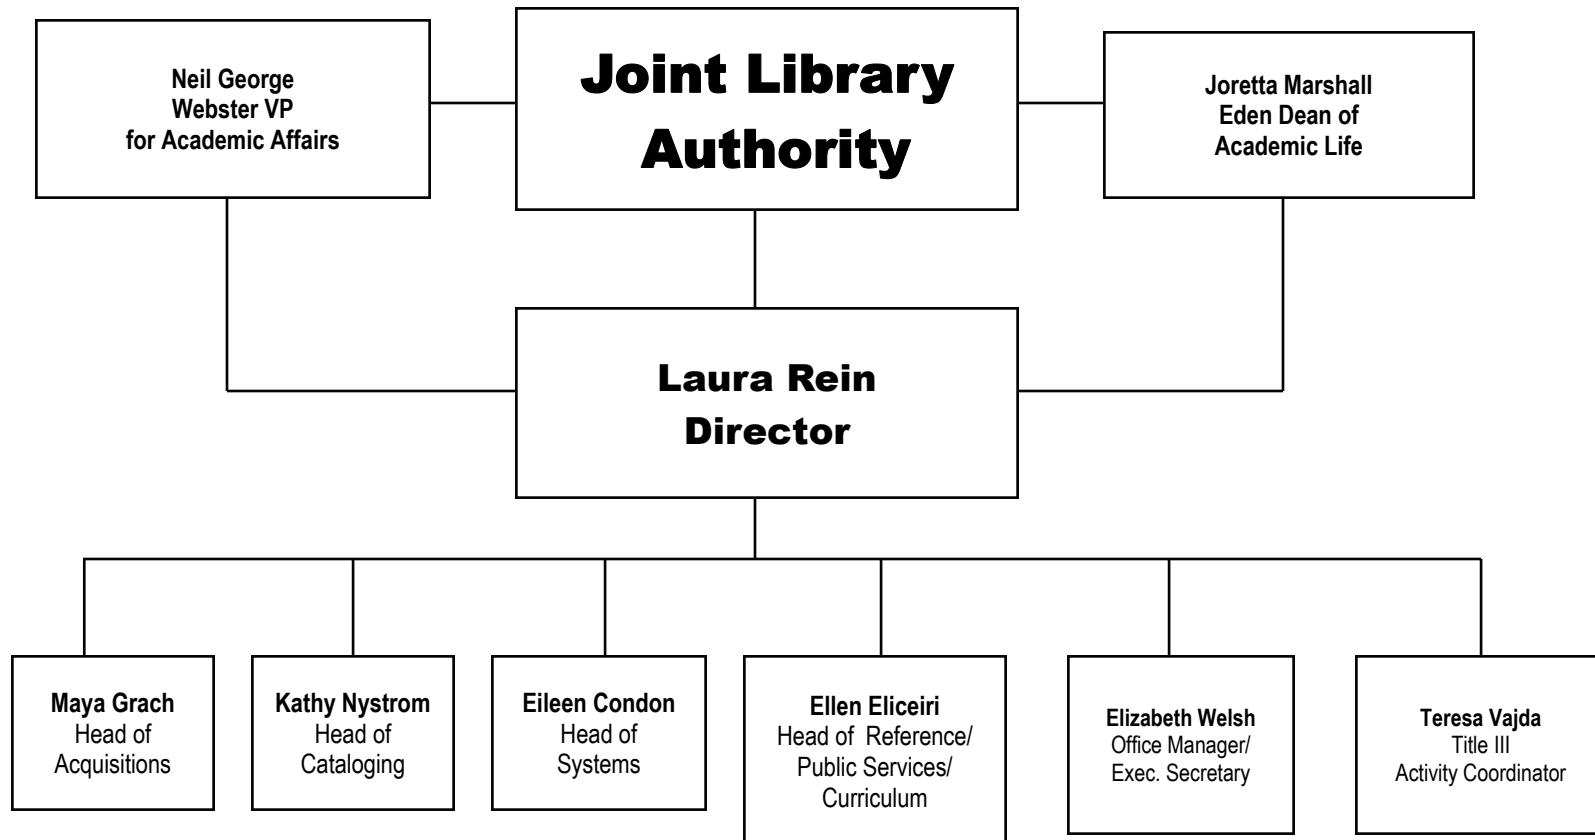 Neil George
Webster VP
for Academic Affairs
Joint Library
Authority
Joretta Marshall
Eden Dean of
Academic Life
Laura Rein
Director
Maya Grach
Head of
Acquisitions
Kathy Nystrom
Head of
Cataloging
Eileen Condon
Head of
Systems
Ellen Eliceiri
Head of Reference/
Public Services/
Curriculum
Elizabeth Welsh
Office Manager/
Exec. Secretary
Teresa Vajda
Title III
Activity Coordinator